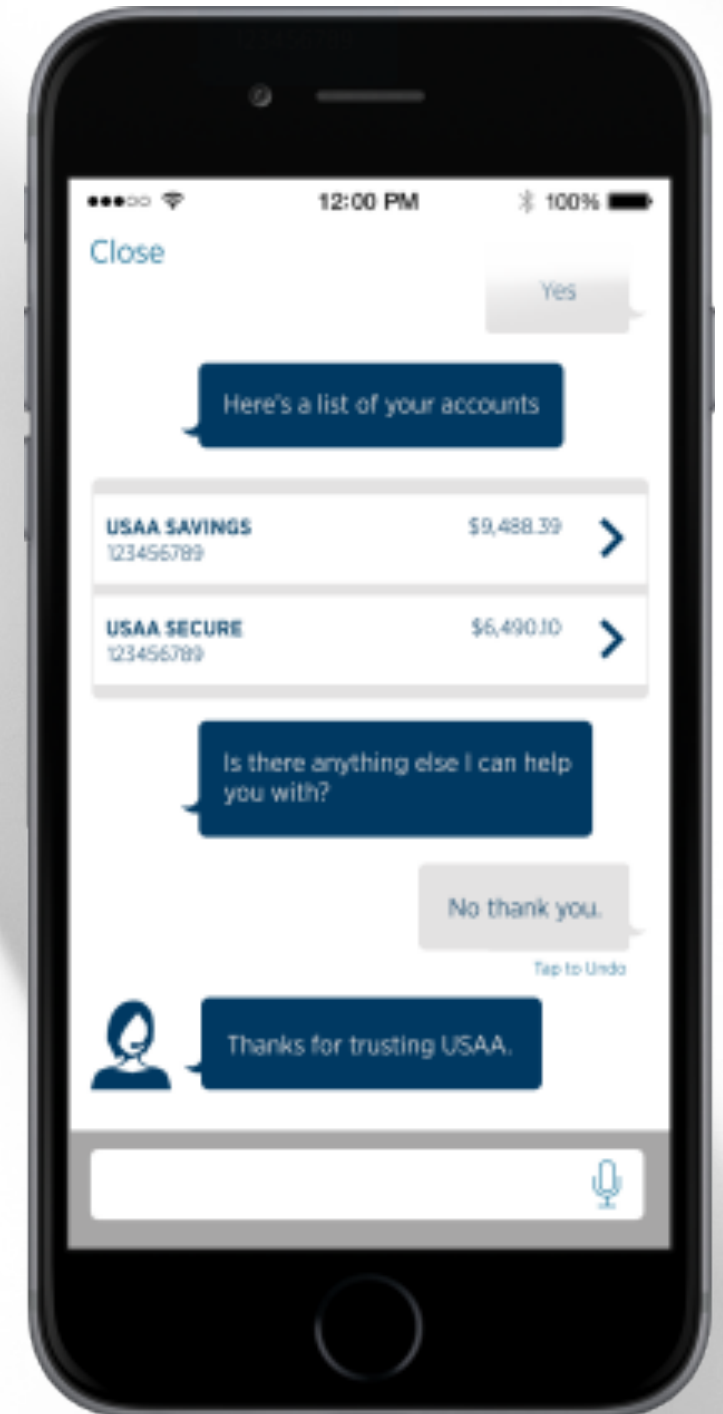 12:00 PM
100%
Close
Yes
Here's a list of your accounts
USAA SAVINGS
$9,488.39
123456789
USAA SECURE
$6,490.10
123456789
Is there anything else I can help
you with?
No thank you.
Tap to Undo
Thanks for trusting USAA.